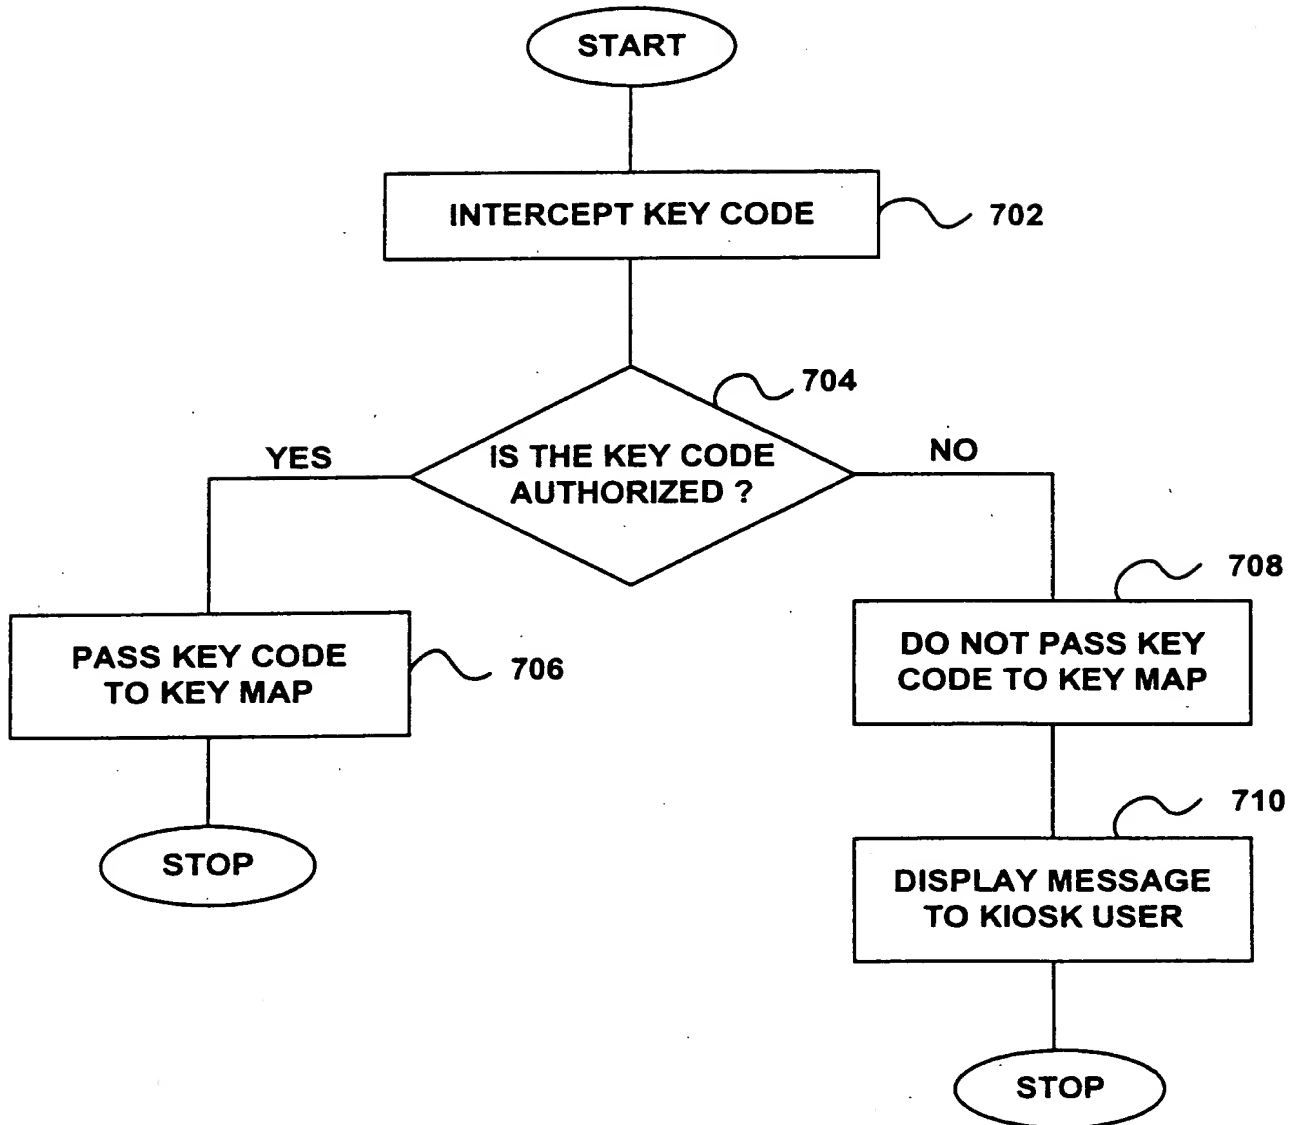 START
INTERCEPT KEY CODE
702
704
IS THE KEY CODE
AUTHORIZED ?
YES
NO
708
PASS KEY CODE
TO KEY MAP
706
DO NOT PASS KEY
CODE TO KEY MAP
710
STOP
DISPLAY MESSAGE
TO KIOSK USER
STOP